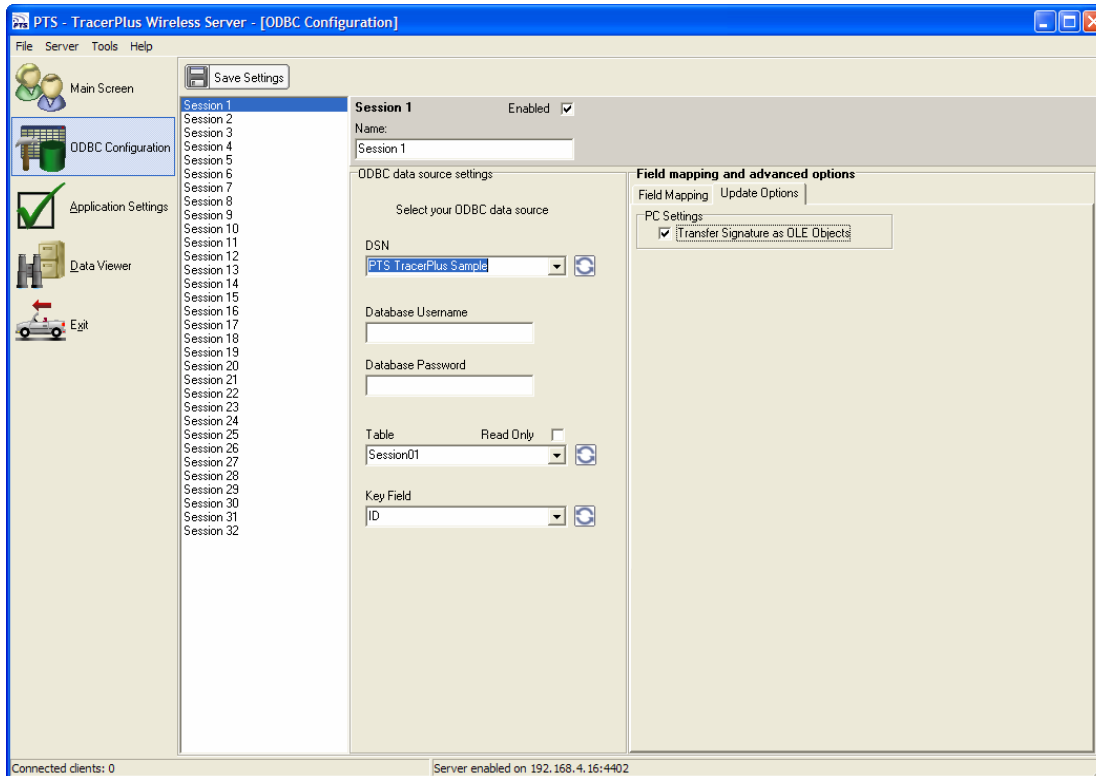 PTS - TracerPlus Wireless Server - [ODBC Configuration]
File Server Tools Help
Main Screen
ODBC Configuration
Application Settings
Data Viewer
Exit
Save Settings
Session 1
Session 2
Session 3
Session 4
Session 5
Session 6
Session 7
Session 8
Session 9
Session 10
Session 11
Session 12
Session 13
Session 14
Session 15
Session 16
Session 17
Session 18
Session 19
Session 20
Session 21
Session 22
Session 23
Session 24
Session 25
Session 26
Session 27
Session 28
Session 29
Session 30
Session 31
Session 32
Session 1 Enabled
Name:
Session 1
ODBC data source settings
Select your ODBC data source
DSN
PTS TracerPlus Sample
Database Username
Database Password
Table Read Only
Session01
Key Field
ID
Field mapping and advanced options
Field Mapping Update Options
PC Settings
Transfer Signature as OLE Objects
Connected clients: 0
Server enabled on 192.168.4.16:4402